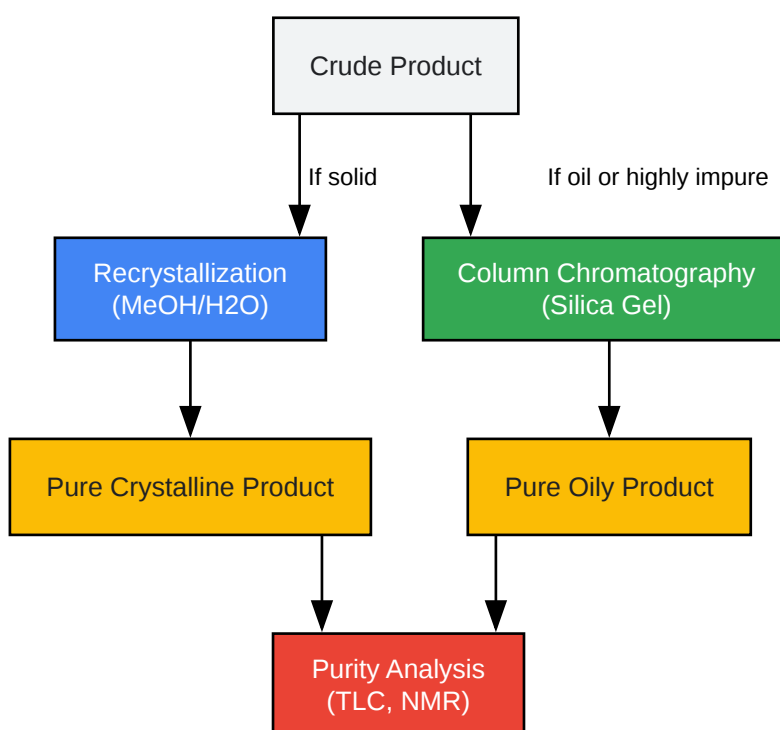 Crude Product
If solid
If oil or highly impure
Recrystallization
(MeOH/H2O)
Column Chromatography
(Silica Gel)
Pure Crystalline Product
Pure Oily Product
Purity Analysis
(TLC, NMR)